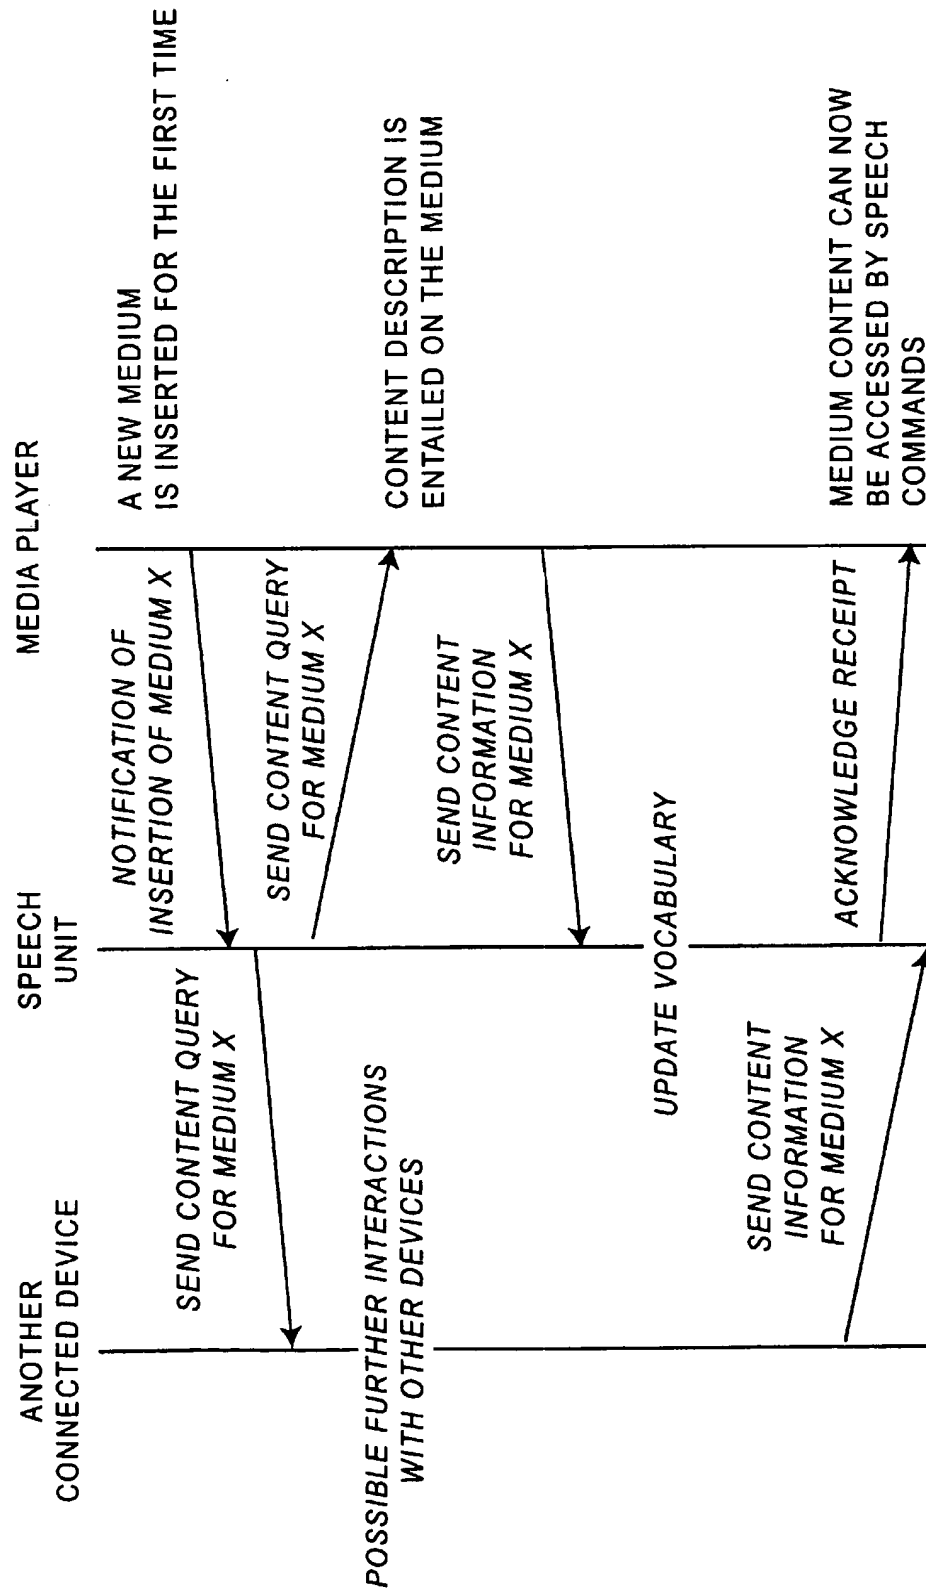 ANOTHER
CONNECTED DEVICE
SPEECH
UNIT
MEDIA PLAYER
A NEW MEDIUM
IS INSERTED FOR THE FIRST TIME
NOTIFICATION OF
INSERTION OF MEDIUM X
SEND CONTENT QUERY
FOR MEDIUM X
SEND CONTENT QUERY
FOR MEDIUM X
CONTENT DESCRIPTION IS
ENTAILED ON THE MEDIUM
POSSIBLE FURTHER INTERACTIONS
WITH OTHER DEVICES
SEND CONTENT
INFORMATION
FOR MEDIUM X
UPDATE VOCABULARY
SEND CONTENT
INFORMATION
FOR MEDIUM X
ACKNOWLEDGE RECEIPT
MEDIUM CONTENT CAN NOW
BE ACCESSED BY SPEECH
COMMANDS